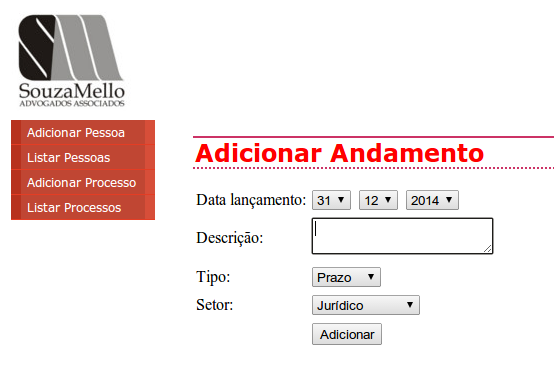 SouzaMello
ADVOGADOS ASSOCIADOS
Adicionar Pessoa
Listar Pessoas
Adicionar Processo
Listar Processos
Adicionar Andamento
Data lançamento: 31 12 2014
Descrição:
Tipo: Prazo
Setor: Jurídico
Adicionar